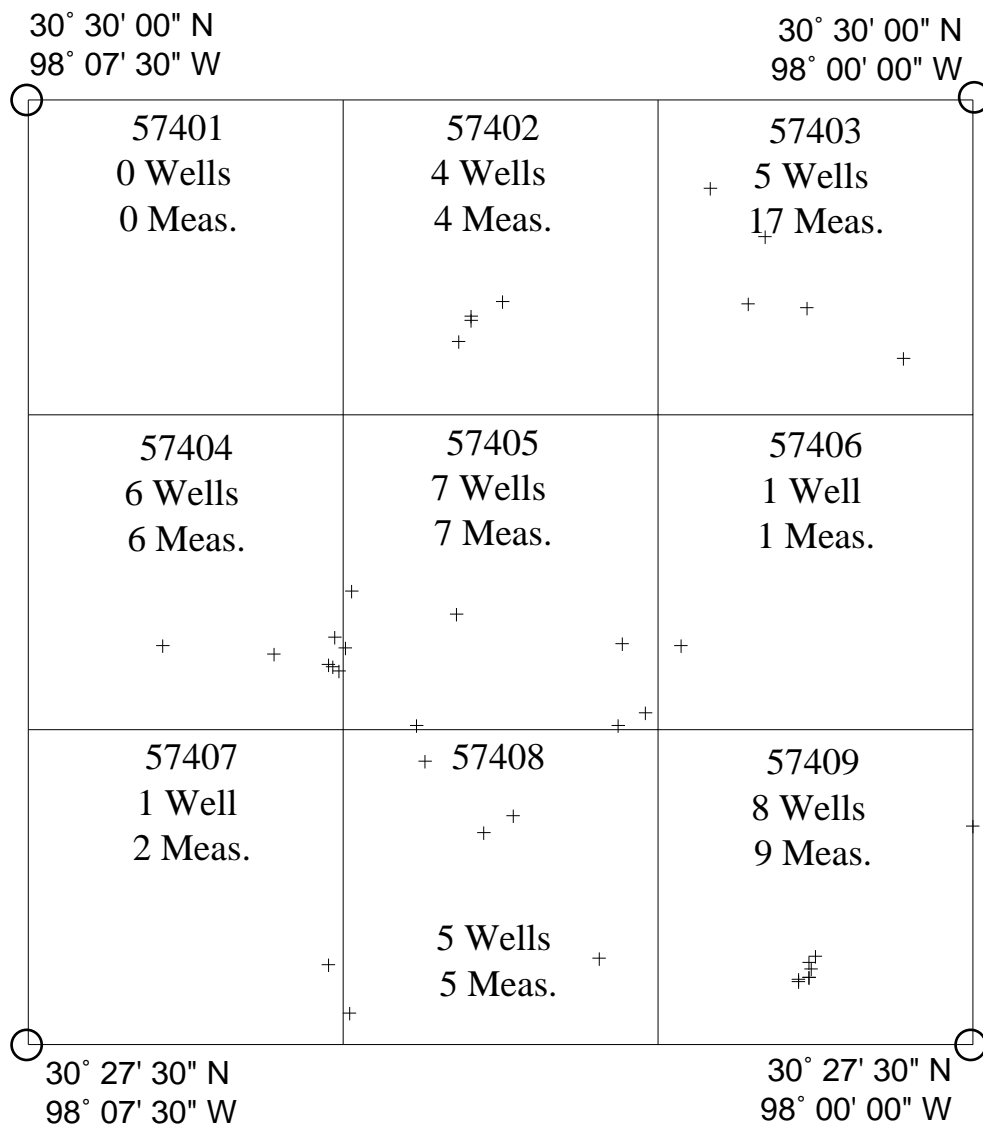 30° 30' 00" N
98° 07' 30" W
30° 30' 00" N
98° 00' 00" W
57401
0 Wells
0 Meas.
57402
4 Wells
4 Meas.
57403
5 Wells
17 Meas.
57404
6 Wells
6 Meas.
57405
7 Wells
7 Meas.
57406
1 Well
1 Meas.
57407
1 Well
2 Meas.
57408
5 Wells
5 Meas.
57409
8 Wells
9 Meas.
30° 27' 30" N
98° 07' 30" W
30° 27' 30" N
98° 00' 00" W